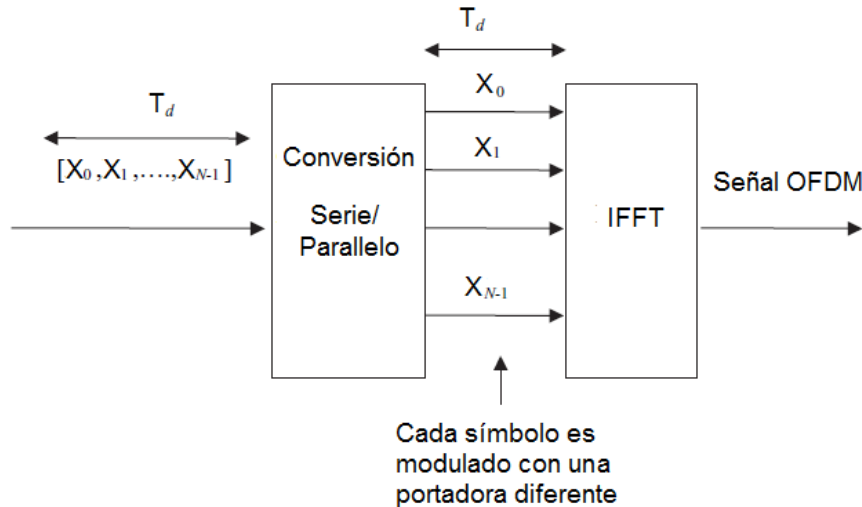 T_d
[X_0 ,X_1 ,....,X_N-1 ]
Conversión
Serie/
Parallelo
T_d
X_0
X_1
X_N-1
IFFT
Señal OFDM
Cada símbolo es
modulado con una
portadora diferente